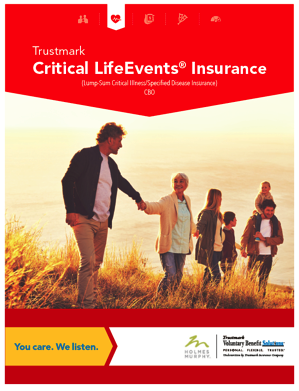 Trustmark
Critical LifeEvents® Insurance
(Lump-Sum Critical Illness/Specified Disease Insurance)
CBO
You care. We listen.
HOLMES
MURPHY
Trustmark
Voluntary Benefit Solutions®
PERSONAL. FLEXIBLE. TRUSTED.